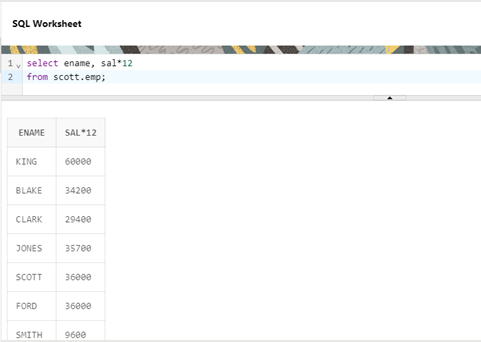 SQL Worksheet
1 select ename, sal*12
2 from scott.emp;
ENAME SAL*12
KING 60000
BLAKE 34200
CLARK 29400
JONES 35700
SCOTT 36000
FORD 36000
SMITH 9600